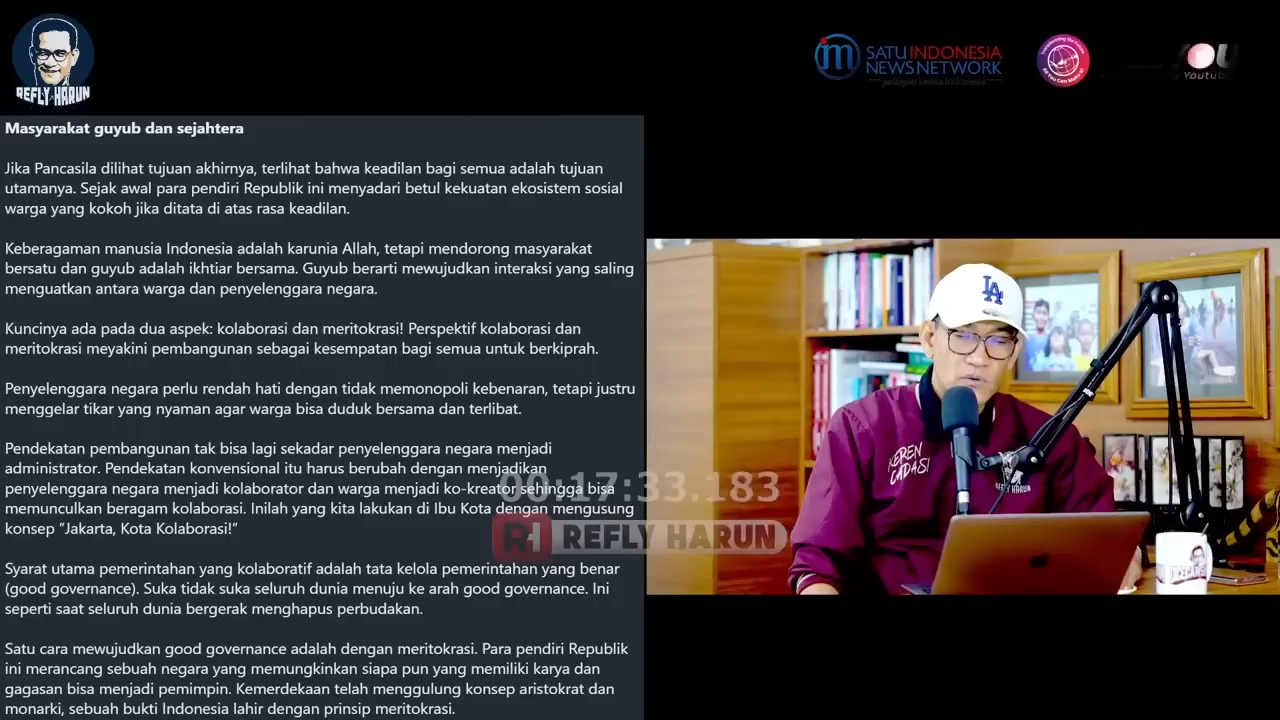 REFLY HARUN
SATU INDONESIA
NEWS NETWORK
jaringan berita Indonesia
YOU
Youtube
Masyarakat guyub dan sejahtera
Jika Pancasila dilihat tujuan akhirnya, terlihat bahwa keadilan bagi semua adalah tujuan
utamanya. Sejak awal para pendiri Republik ini menyadari betul kekuatan ekosistem sosial
warga yang kokoh jika ditata di atas rasa keadilan.
Keberagaman manusia Indonesia adalah karunia Allah, tetapi mendorong masyarakat
bersatu dan guyub adalah ikhtiar bersama. Guyub berarti mewujudkan interaksi yang saling
menguatkan antara warga dan penyelenggara negara.
Kuncinya ada pada dua aspek: kolaborasi dan meritokrasi! Perspektif kolaborasi dan
meritokrasi meyakini pembangunan sebagai kesempatan bagi semua untuk berkiprah.
Penyelenggara negara perlu rendah hati dengan tidak memonopoli kebenaran, tetapi justru
menggelar tikar yang nyaman agar warga bisa duduk bersama dan terlibat.
Pendekatan pembangunan tak bisa lagi sekadar penyelenggara negara menjadi
administrator. Pendekatan konvensional itu harus berubah dengan menjadikan
penyelenggara negara menjadi kolaborator dan warga menjadi ko-kreator sehingga bisa
memunculkan beragam kolaborasi. Inilah yang kita lakukan di Ibu Kota dengan mengusung
konsep ”Jakarta, Kota Kolaborasi!”
Syarat utama pemerintahan yang kolaboratif adalah tata kelola pemerintahan yang benar
(good governance). Suka tidak suka seluruh dunia menuju ke arah good governance. Ini
seperti saat seluruh dunia bergerak menghapus perbudakan.
Satu cara mewujudkan good governance adalah dengan meritokrasi. Para pendiri Republik
ini merancang sebuah negara yang memungkinkan siapa pun yang memiliki karya dan
gagasan bisa menjadi pemimpin. Kemerdekaan telah menggulung konsep aristokrat dan
monarki, sebuah bukti Indonesia lahir dengan prinsip meritokrasi.
00:17:33.183
RH REFLY HARUN
LA
KEREN
CADAS!
REFLY HARUN